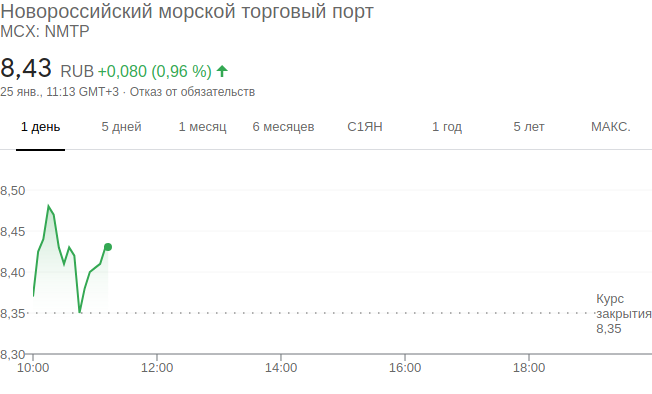 Новороссийский морской торговый порт
MCX: NMTP
8,43 RUB +0,080 (0,96 %)
25 янв., 11:13 GMT+3 · Отказ от обязательств
1 день 5 дней 1 месяц 6 месяцев С1ЯН 1 год 5 лет МАКС.
8,50
8,45
8,40
8,35
8,30
Курс
закрытия
8,35
10:00 12:00 14:00 16:00 18:00